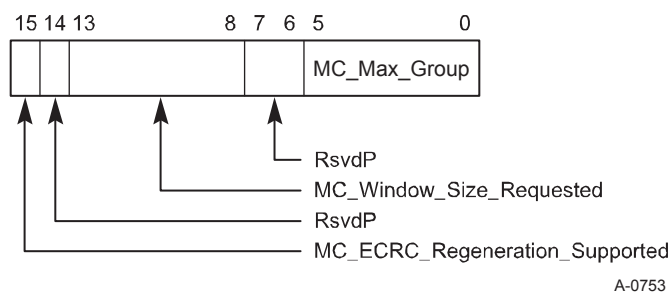 15 14 13 8 7 6 5 0
MC_Max_Group
RsvdP
MC_Window_Size_Requested
RsvdP
MC_ECRC_Regeneration_Supported
A-0753